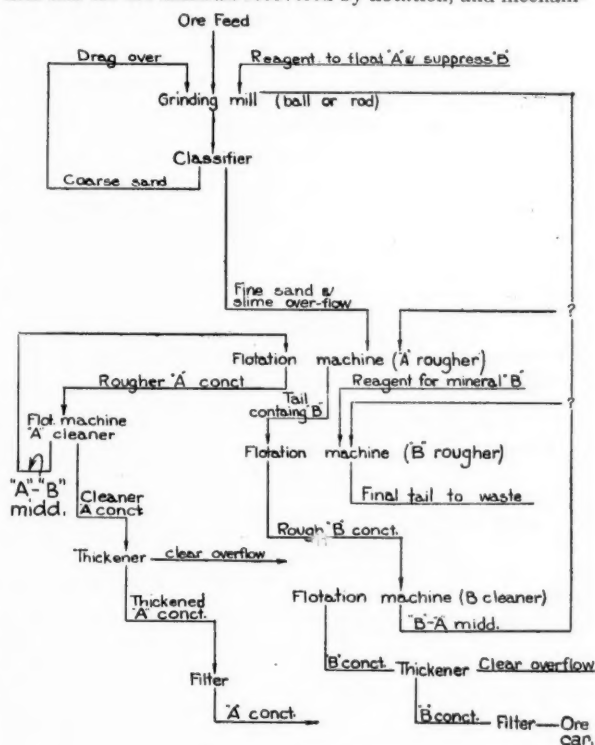 Ore Feed
Drag over
Reagent to float "A" & suppress "B"
Grinding mill (ball or rod)
Classifier
Coarse sand
Fine sand &
slime over-flow
?
Flotation machine ("A" rougher)
Rougher "A" conct
Reagent for mineral "B"
Tail
containg "B"
?
Flot. machine
"A" cleaner
Flotation machine ("B" rougher)
"A"-"B"
midd.
Cleaner
"A" conct.
Final tail to waste
Rough "B" conct.
Thickener
clear overflow
Thickened
"A" conct.
Flotation machine (B cleaner)
"B"-"A" midd.
Filter
"B" conct.
Thickener
Clear overflow
"A" conct.
"B" conct.
Filter — Ore
car.